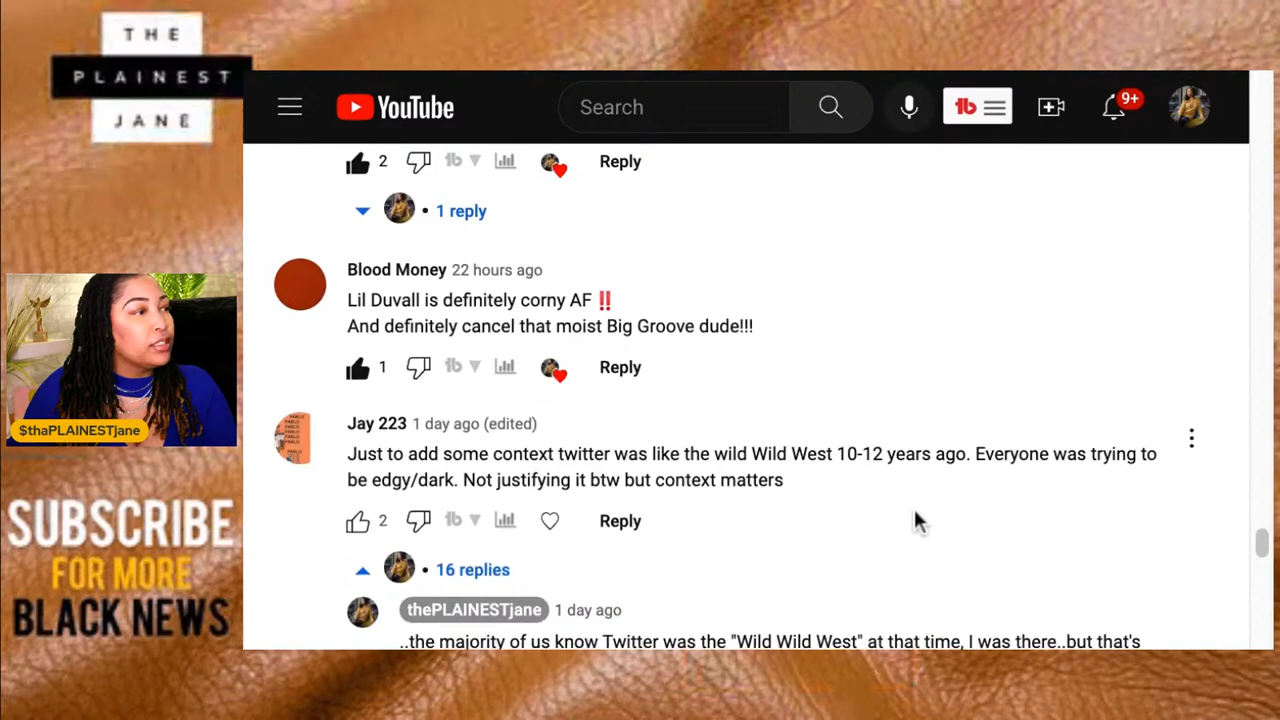 THE
PLAINEST
JANE
YouTube
Search
9+
2
Reply
• 1 reply
Blood Money 22 hours ago
Lil Duvall is definitely corny AF ‼️
And definitely cancel that moist Big Groove dude!!!
1
Reply
Jay 223 1 day ago (edited)
Just to add some context twitter was like the wild Wild West 10-12 years ago. Everyone was trying to
be edgy/dark. Not justifying it btw but context matters
2
Reply
• 16 replies
thePLAINESTjane 1 day ago
..the majority of us know Twitter was the "Wild Wild West" at that time, I was there..but that's
$thaPLAINESTjane
SUBSCRIBE
FOR MORE
BLACK NEWS